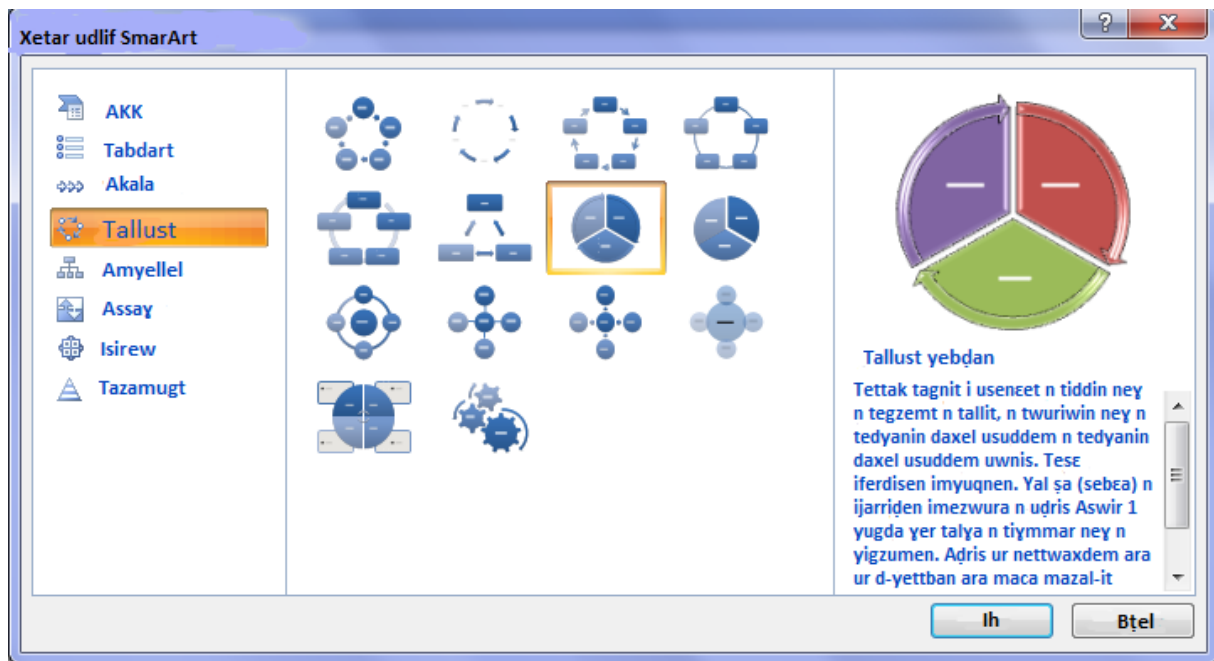 Xetar udlif SmarArt
AKK
Tabdart
Akala
Tallust
Amyellel
Assaɣ
Isirew
Tazamugt
Tallust yebḍan
Tettak tagnit i usenɛet n tiddin neɣ
n tegzemt n tallit, n twuriwin neɣ n
tedyanin daxel usuddem n tedyanin
daxel usuddem uwnis. Tesɛ
iferdisen imyuqnen. Yal ṣa (sebɛa) n
ijarriḍen imezwura n uḍris Aswir 1
yugda ɣer talɣa n tiɣmmar neɣ n
yigzumen. Aḍris ur nettwaxdem ara
ur d-yettban ara maca mazal-it
Ih
Bṭel